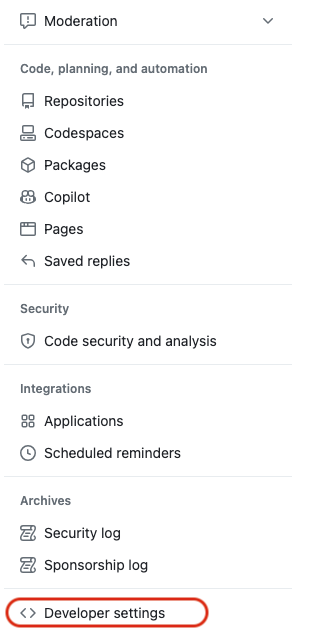 Moderation
Code, planning, and automation
Repositories
Codespaces
Packages
Copilot
Pages
Saved replies
Security
Code security and analysis
Integrations
Applications
Scheduled reminders
Archives
Security log
Sponsorship log
Developer settings